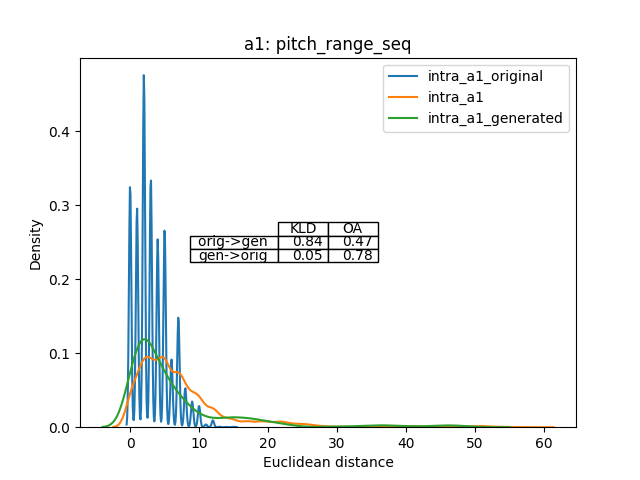 a1: pitch_range_seq
intra_a1_original
intra_a1
intra_a1_generated
KLD OA
orig->gen 0.84 0.47
gen->orig 0.05 0.78
Density
0.4
0.3
0.2
0.1
0.0
0 10 20 30 40 50 60
Euclidean distance